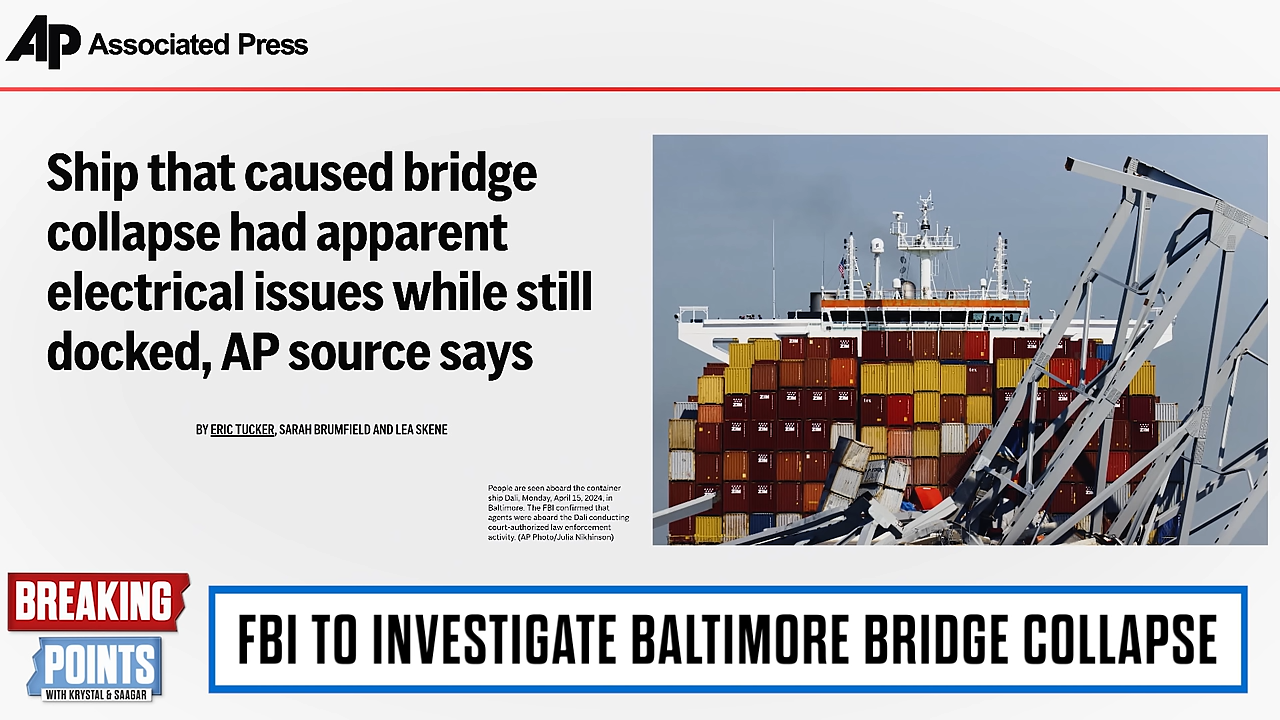 AP Associated Press
Ship that caused bridge
collapse had apparent
electrical issues while still
docked, AP source says
BY ERIC TUCKER, SARAH BRUMFIELD AND LEA SKENE
People are seen aboard the container
ship Dali, Monday, April 15, 2024, in
Baltimore. The FBI confirmed that
agents were aboard the Dali conducting
court-authorized law enforcement
activity. (AP Photo/Julia Nikhinson)
BREAKING
POINTS
WITH KRYSTAL & SAAGAR
FBI TO INVESTIGATE BALTIMORE BRIDGE COLLAPSE